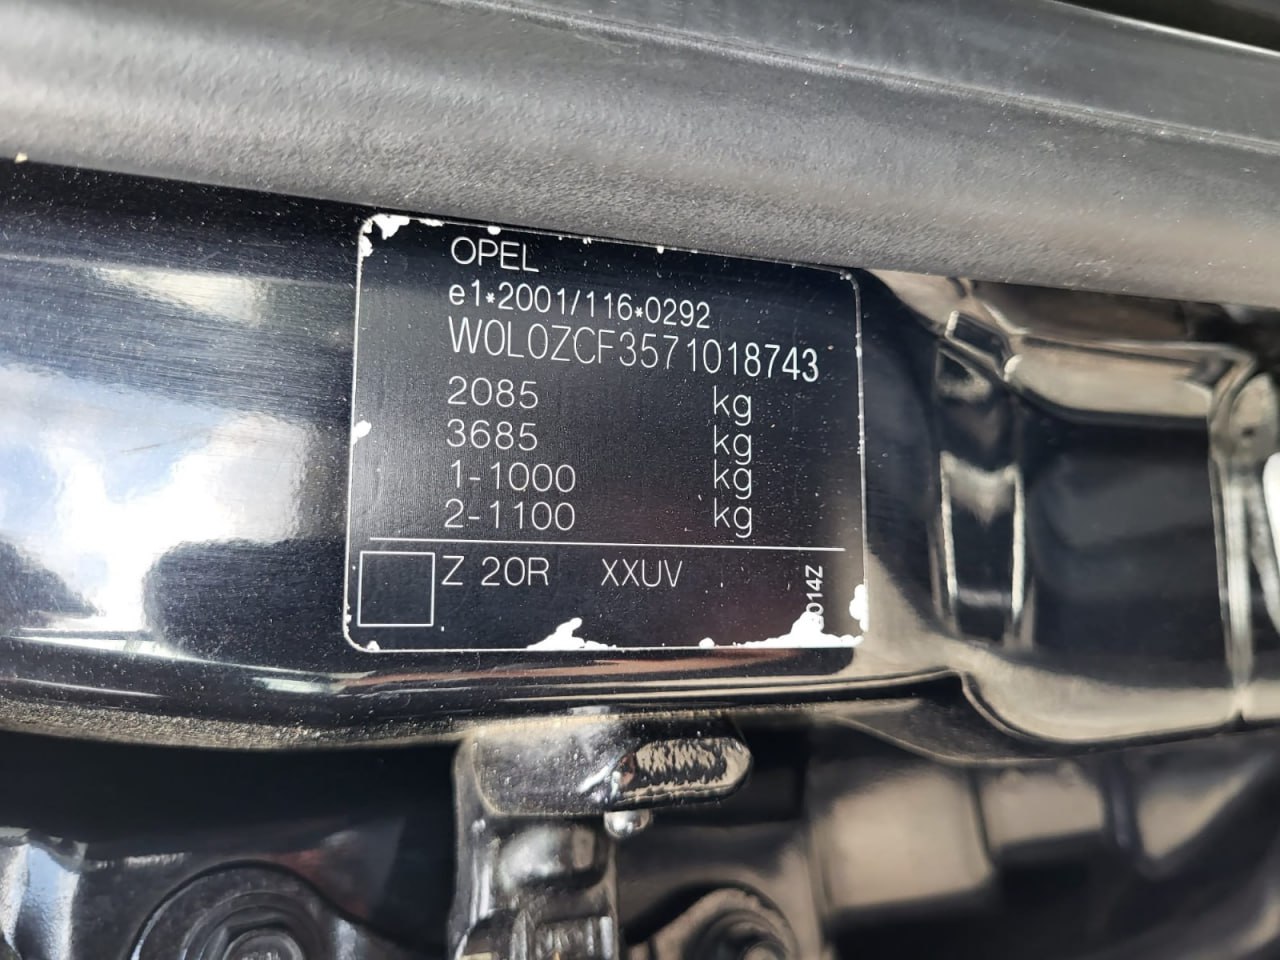 OPEL
e1*2001/116*0292
W0L0ZCF3571018743
2085 kg
3685 kg
1-1000 kg
2-1100 kg
Z 20R XXUV